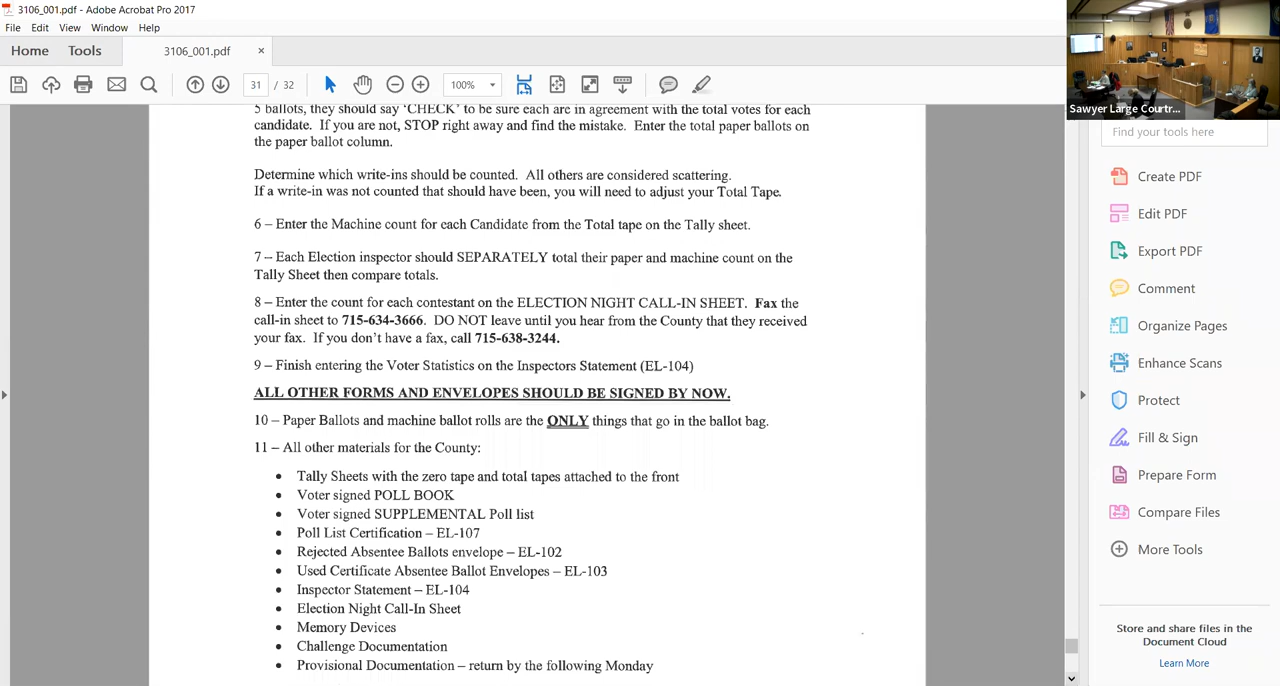 3106_001.pdf - Adobe Acrobat Pro 2017
File Edit View Window Help
Home Tools 3106_001.pdf ×
31 / 32 100%
Sawyer Large Courtr...
Find your tools here
5 ballots, they should say ‘CHECK’ to be sure each are in agreement with the total votes for each
candidate. If you are not, STOP right away and find the mistake. Enter the total paper ballots on
the paper ballot column.
Determine which write-ins should be counted. All others are considered scattering.
If a write-in was not counted that should have been, you will need to adjust your Total Tape.
6 – Enter the Machine count for each Candidate from the Total tape on the Tally sheet.
7 – Each Election inspector should SEPARATELY total their paper and machine count on the
Tally Sheet then compare totals.
8 – Enter the count for each contestant on the ELECTION NIGHT CALL-IN SHEET. Fax the
call-in sheet to 715-634-3666. DO NOT leave until you hear from the County that they received
your fax. If you don’t have a fax, call 715-638-3244.
9 – Finish entering the Voter Statistics on the Inspectors Statement (EL-104)
ALL OTHER FORMS AND ENVELOPES SHOULD BE SIGNED BY NOW.
10 – Paper Ballots and machine ballot rolls are the ONLY things that go in the ballot bag.
11 – All other materials for the County:
• Tally Sheets with the zero tape and total tapes attached to the front
• Voter signed POLL BOOK
• Voter signed SUPPLEMENTAL Poll list
• Poll List Certification – EL-107
• Rejected Absentee Ballots envelope – EL-102
• Used Certificate Absentee Ballot Envelopes – EL-103
• Inspector Statement – EL-104
• Election Night Call-In Sheet
• Memory Devices
• Challenge Documentation
• Provisional Documentation – return by the following Monday
Create PDF
Edit PDF
Export PDF
Comment
Organize Pages
Enhance Scans
Protect
Fill & Sign
Prepare Form
Compare Files
More Tools
Store and share files in the
Document Cloud
Learn More